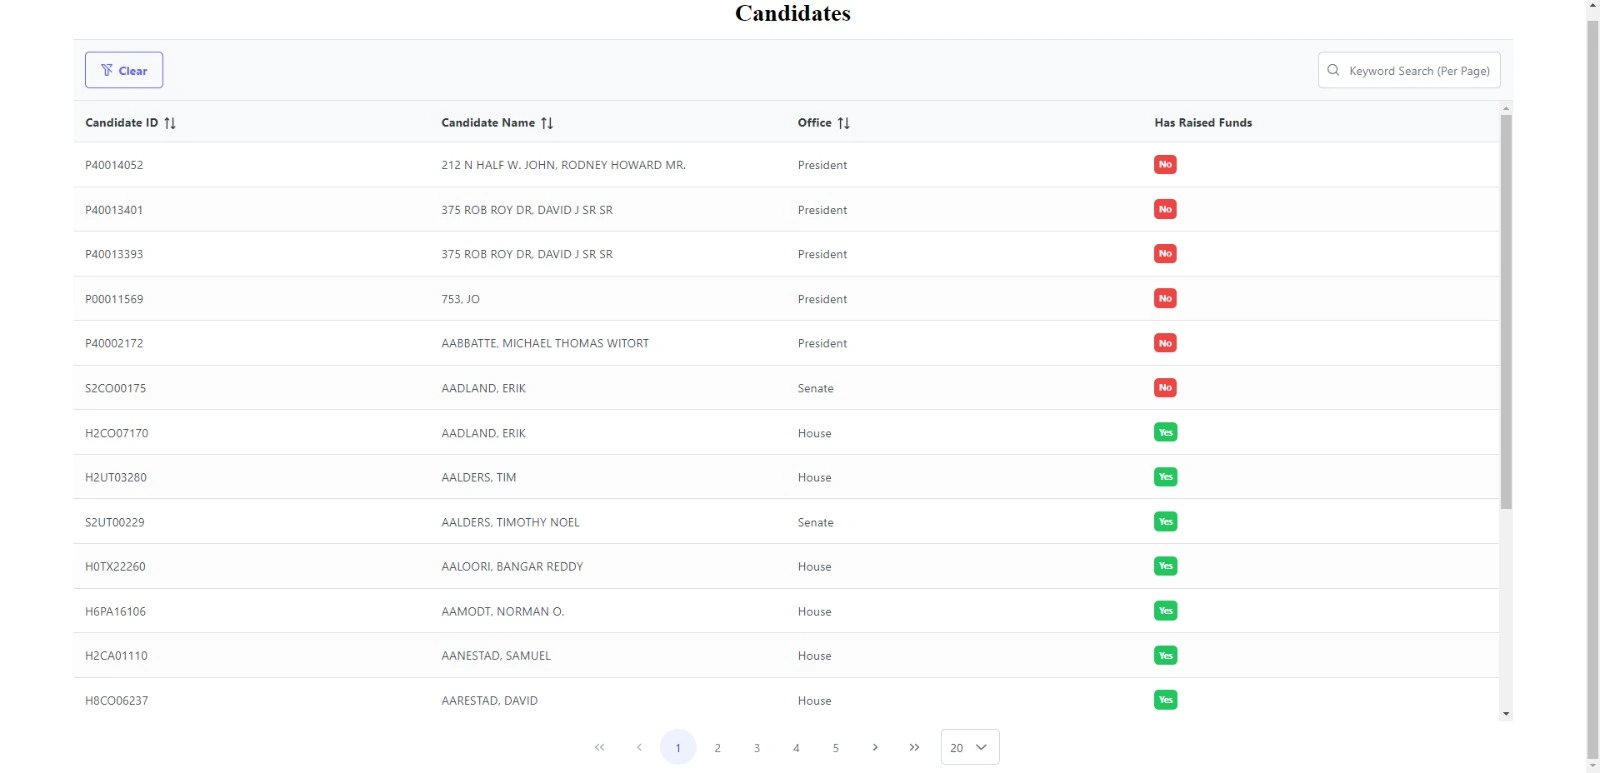 Candidates
Clear
Keyword Search (Per Page)
Candidate ID Candidate Name Office Has Raised Funds
P40014052 212 N HALF W. JOHN, RODNEY HOWARD MR. President No
P40013401 375 ROB ROY DR, DAVID J SR SR President No
P40013393 375 ROB ROY DR, DAVID J SR SR President No
P00011569 753, JO President No
P40002172 AABBATTE, MICHAEL THOMAS WITORT President No
S2CO00175 AADLAND, ERIK Senate No
H2CO07170 AADLAND, ERIK House Yes
H2UT03280 AALDERS, TIM House Yes
S2UT00229 AALDERS, TIMOTHY NOEL Senate Yes
H0TX22260 AALOORI, BANGAR REDDY House Yes
H6PA16106 AAMODT, NORMAN O. House Yes
H2CA01110 AANESTAD, SAMUEL House Yes
H8CO06237 AARESTAD, DAVID House Yes
« ‹ 1 2 3 4 5 › » 20